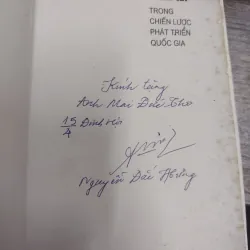 TRONG
CHIẾN LƯỢC
PHÁT TRIỂN
QUỐC GIA
Kính tặng
Anh Mai Đức Thọ
15/4 Đinh Hợi
Nguyễn Đắc Hưng